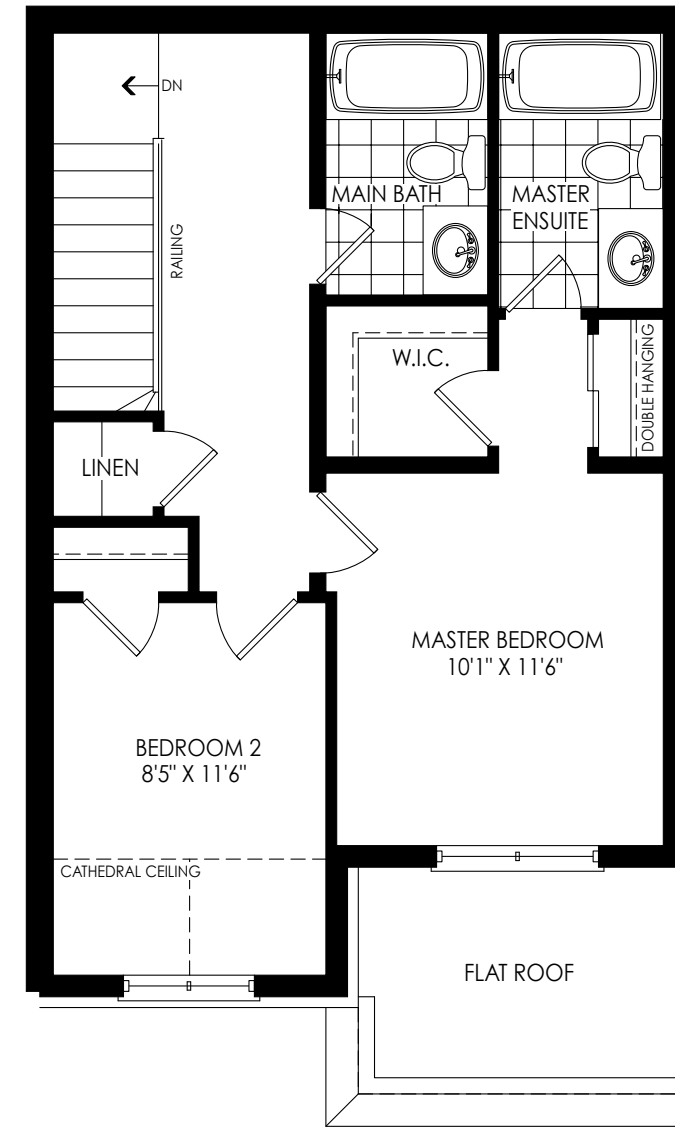 DN
RAILING
MAIN BATH
MASTER
ENSUITE
W.I.C.
DOUBLE HANGING
LINEN
MASTER BEDROOM
10'1" X 11'6"
BEDROOM 2
8'5" X 11'6"
CATHEDRAL CEILING
FLAT ROOF